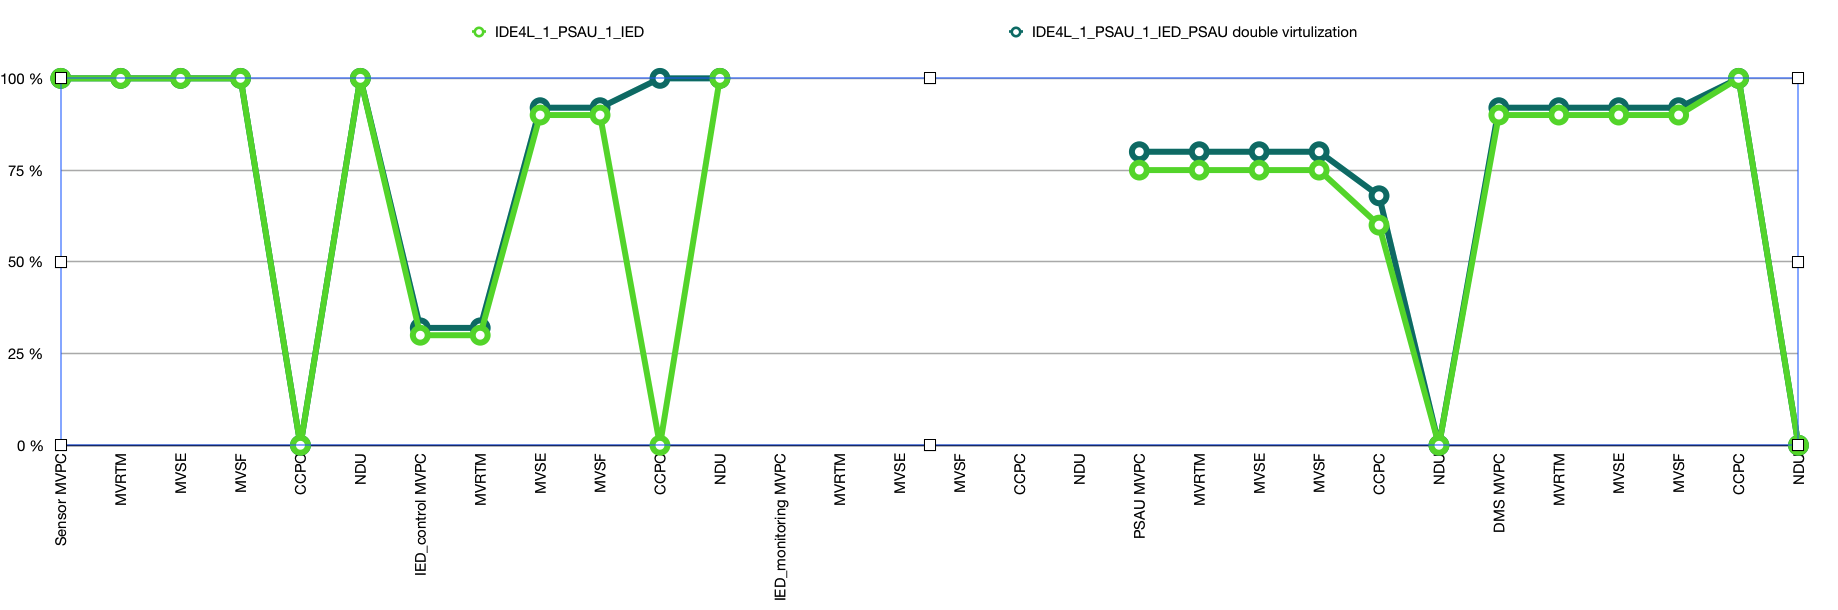 IDE4L_1_PSAU_1_IED
IDE4L_1_PSAU_1_IED_PSAU double virtulization
100 %
75 %
50 %
25 %
0 %
Sensor MVPC
MVRTM
MVSE
MVSF
CCPC
NDU
IED_control MVPC
MVRTM
MVSE
MVSF
CCPC
NDU
IED_monitoring MVPC
MVRTM
MVSE
MVSF
CCPC
NDU
PSAU MVPC
MVRTM
MVSE
MVSF
CCPC
NDU
DMS MVPC
MVRTM
MVSE
MVSF
CCPC
NDU